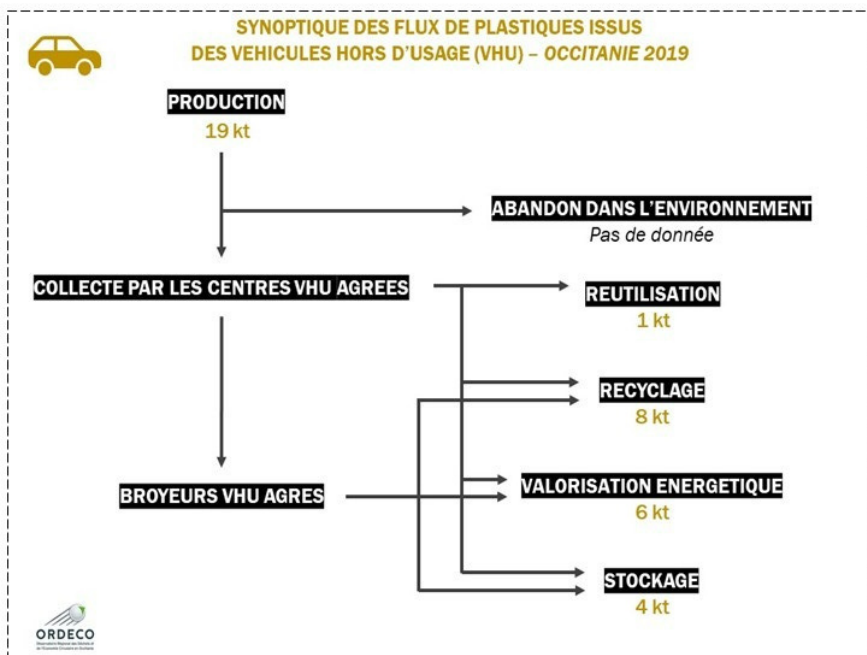 SYNOPTIQUE DES FLUX DE PLASTIQUES ISSUS
DES VEHICULES HORS D'USAGE (VHU) – OCCITANIE 2019
PRODUCTION
19 kt
ABANDON DANS L'ENVIRONNEMENT
Pas de donnée
COLLECTE PAR LES CENTRES VHU AGREES
REUTILISATION
1 kt
RECYCLAGE
8 kt
BROYEURS VHU AGRES
VALORISATION ENERGETIQUE
6 kt
STOCKAGE
4 kt
ORDECO